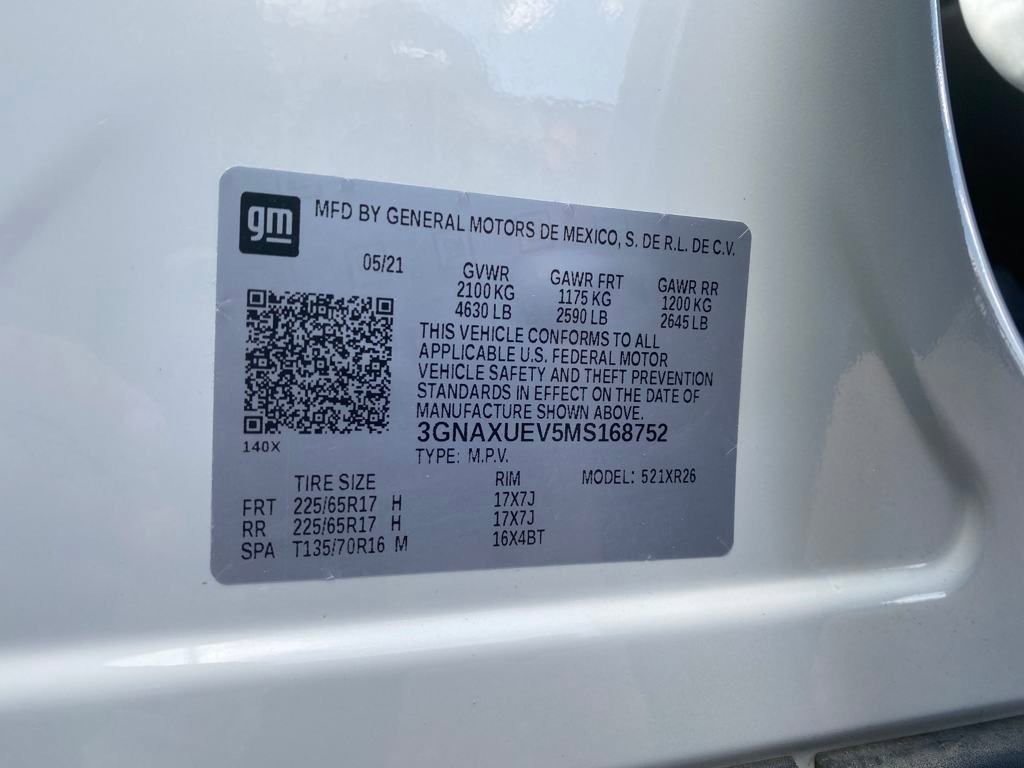 gm
MFD BY GENERAL MOTORS DE MEXICO, S. DE R.L. DE C.V.
05/21 GVWR GAWR FRT GAWR RR
2100 KG 1175 KG 1200 KG
4630 LB 2590 LB 2645 LB
THIS VEHICLE CONFORMS TO ALL
APPLICABLE U.S. FEDERAL MOTOR
VEHICLE SAFETY AND THEFT PREVENTION
STANDARDS IN EFFECT ON THE DATE OF
MANUFACTURE SHOWN ABOVE.
140X 3GNAXUEV5MS168752
TYPE: M.P.V. MODEL: 521XR26
TIRE SIZE RIM
FRT 225/65R17 H 17X7J
RR 225/65R17 H 17X7J
SPA T135/70R16 M 16X4BT